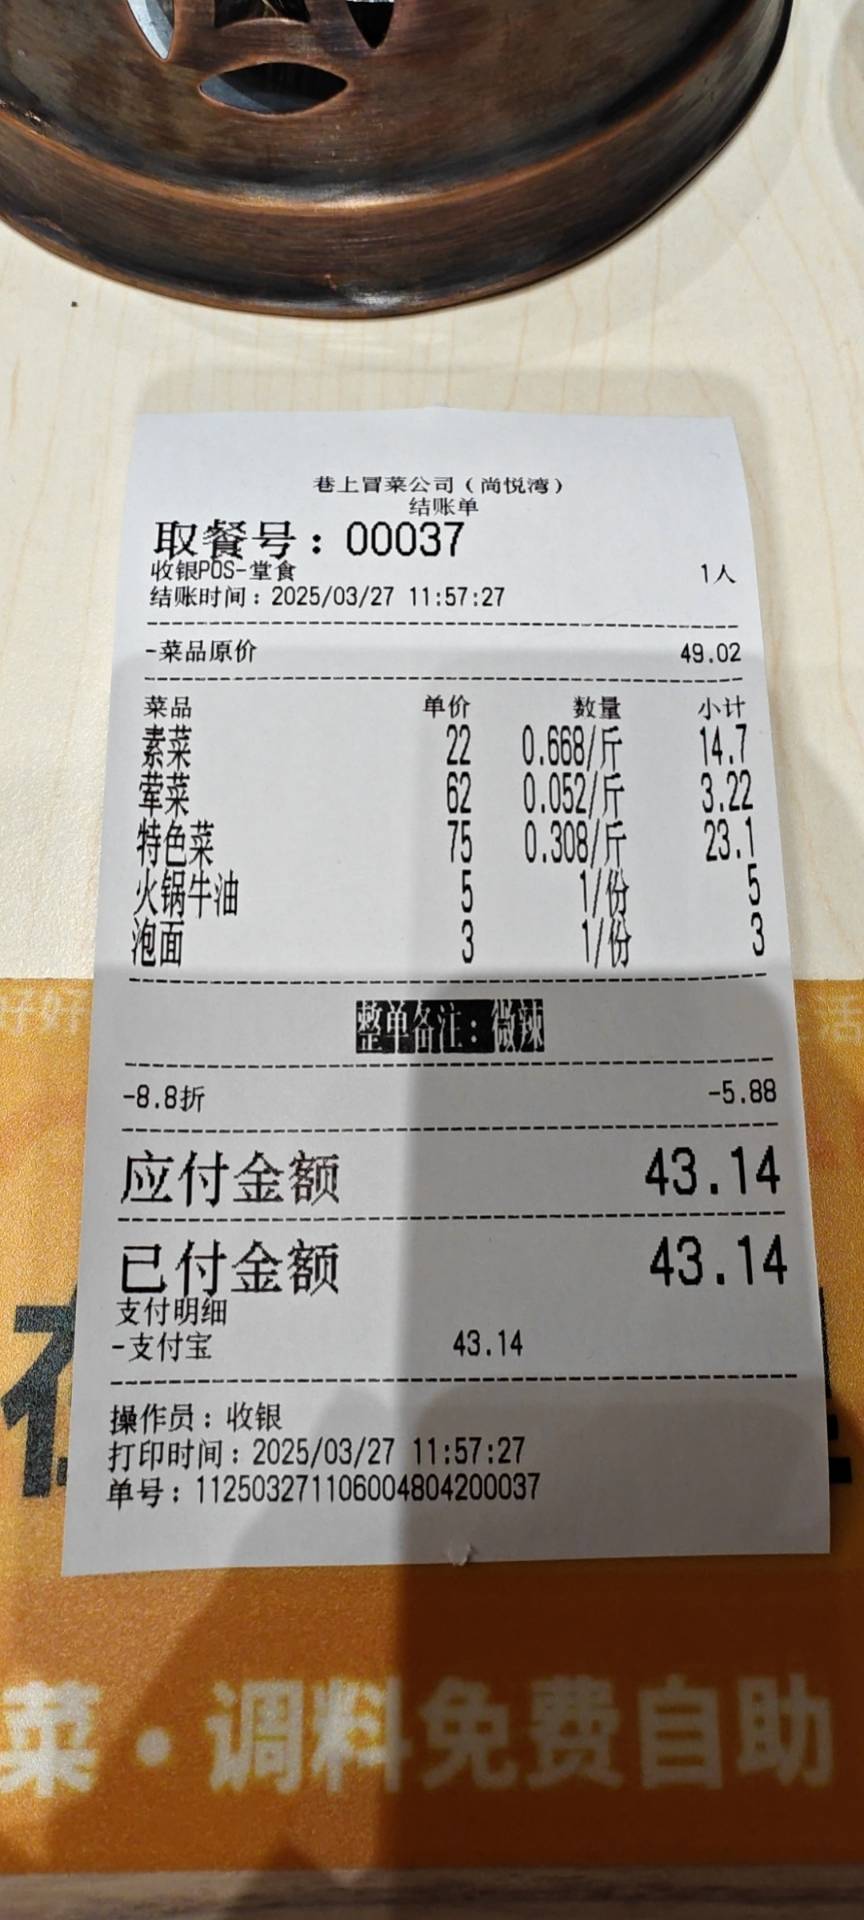 巷上冒菜公司（尚悦湾）
结账单
取餐号：00037
收银POS-堂食 1人
结账时间：2025/03/27 11:57:27
-菜品原价 49.02
菜品 单价 数量 小计
素菜 22 0.668/斤 14.7
荤菜 62 0.052/斤 3.22
特色菜 75 0.308/斤 23.1
火锅牛油 5 1/份 5
泡面 3 1/份 3
整单备注：微辣
-8.8折 -5.88
应付金额 43.14
已付金额 43.14
支付明细
-支付宝 43.14
操作员：收银
打印时间：2025/03/27 11:57:27
单号：112503271106004804200037
好好 活
菜·调料免费自助